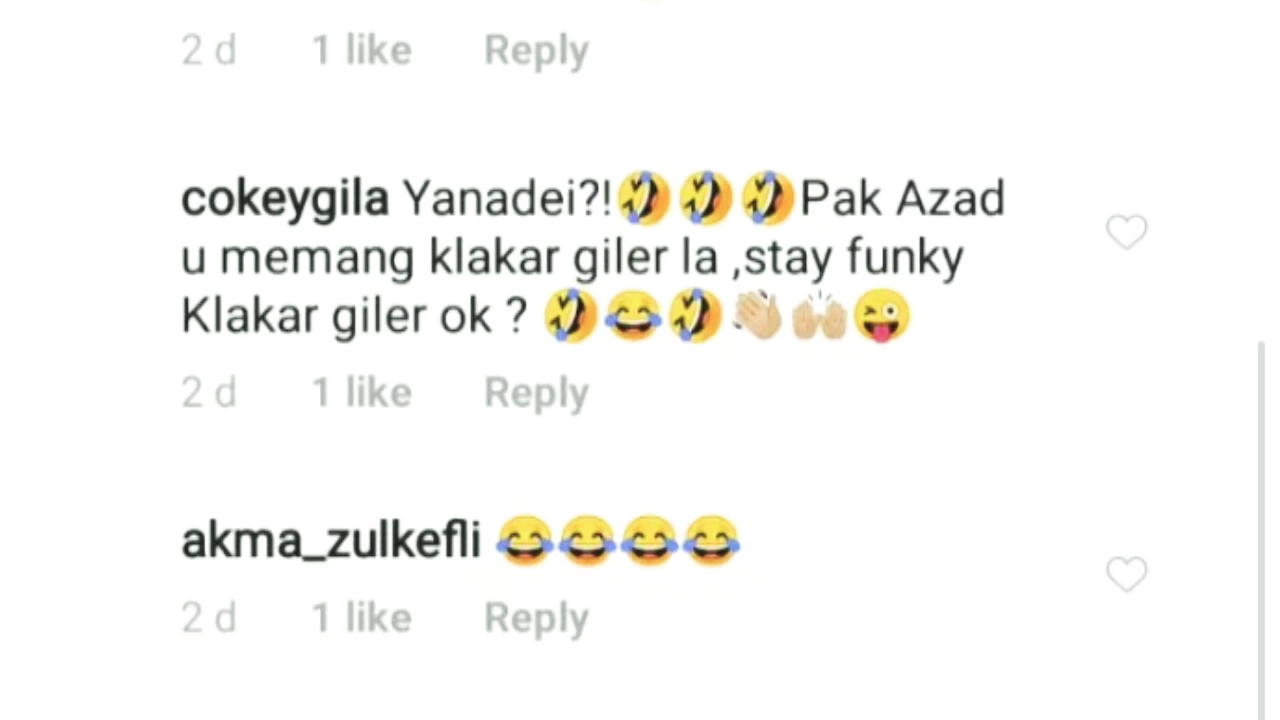 2 d 1 like Reply
cokeygila Yanadei?!🤣🤣🤣Pak Azad
u memang klakar giler la ,stay funky
Klakar giler ok ? 🤣😂🤣👏🏼🙌🏼😜
2 d 1 like Reply
akma_zulkefli 😂😂😂😂
2 d 1 like Reply